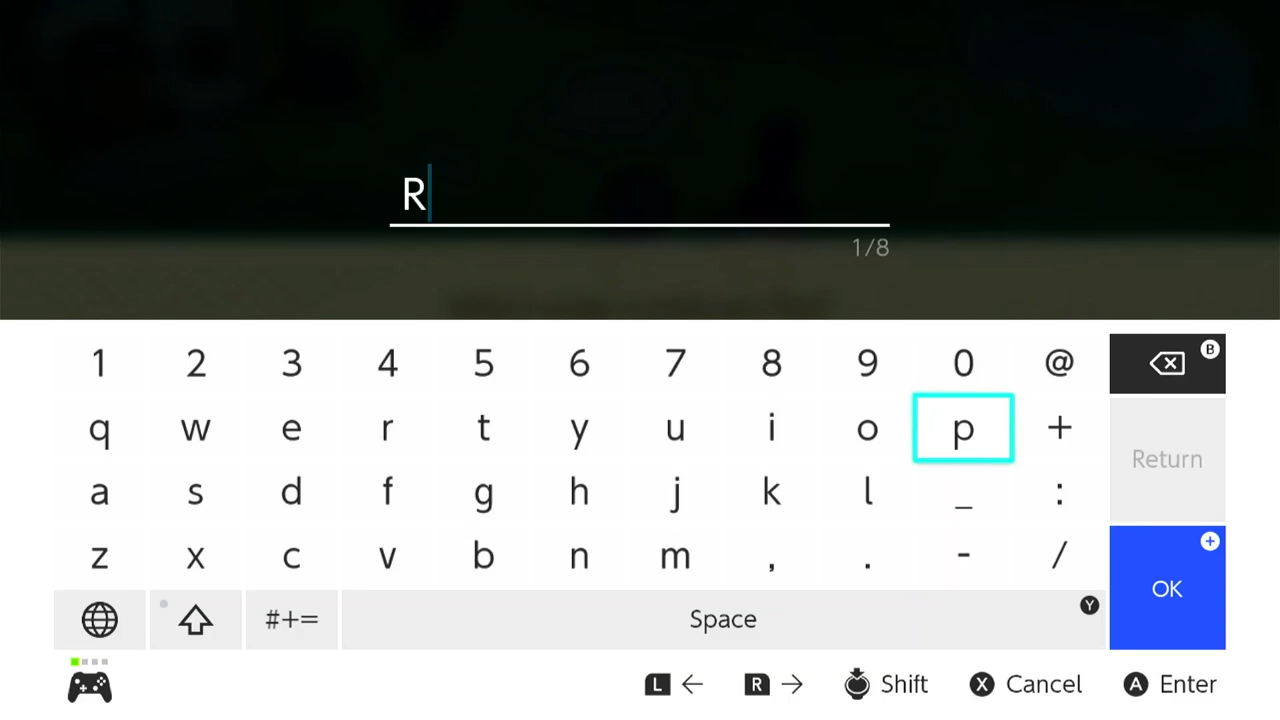 R
1/8
1 2 3 4 5 6 7 8 9 0 @ B
q w e r t y u i o p +
Return
a s d f g h j k l _ :
z x c v b n m , . - /
+
OK
#+= Space Y
L ← R → Shift X Cancel A Enter